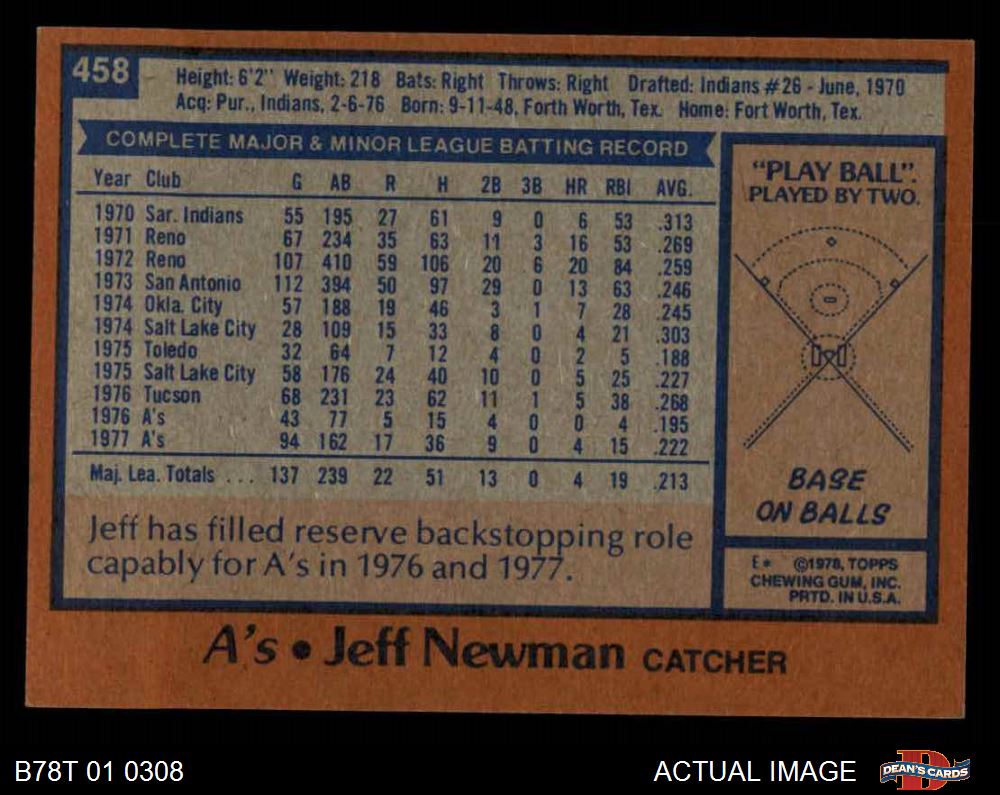 458
Height: 6'2" Weight: 218 Bats: Right Throws: Right Drafted: Indians #26 - June, 1970
Acq: Pur., Indians, 2-6-76 Born: 9-11-48, Forth Worth, Tex. Home: Fort Worth, Tex.
COMPLETE MAJOR & MINOR LEAGUE BATTING RECORD
Year Club G AB R H 2B 3B HR RBI AVG.
1970 Sar. Indians 55 195 27 61 9 0 6 53 .313
1971 Reno 67 234 35 63 11 3 16 53 .269
1972 Reno 107 410 59 106 20 6 20 84 .259
1973 San Antonio 112 394 50 97 29 0 13 63 .246
1974 Okla. City 57 188 19 46 3 1 7 28 .245
1974 Salt Lake City 28 109 15 33 8 0 4 21 .303
1975 Toledo 32 64 7 12 4 0 2 5 .188
1975 Salt Lake City 58 176 24 40 10 0 5 25 .227
1976 Tucson 68 231 23 62 11 1 5 38 .268
1976 A's 43 77 5 15 4 0 0 4 .195
1977 A's 94 162 17 36 9 0 4 15 .222
Maj. Lea. Totals ... 137 239 22 51 13 0 4 19 .213
Jeff has filled reserve backstopping role
capably for A's in 1976 and 1977.
"PLAY BALL".
PLAYED BY TWO.
BASE
ON BALLS
E* ©1978, TOPPS
CHEWING GUM, INC.
PRTD. IN U.S.A.
A's • Jeff Newman CATCHER
B78T 01 0308
ACTUAL IMAGE
DEAN'S CARDS